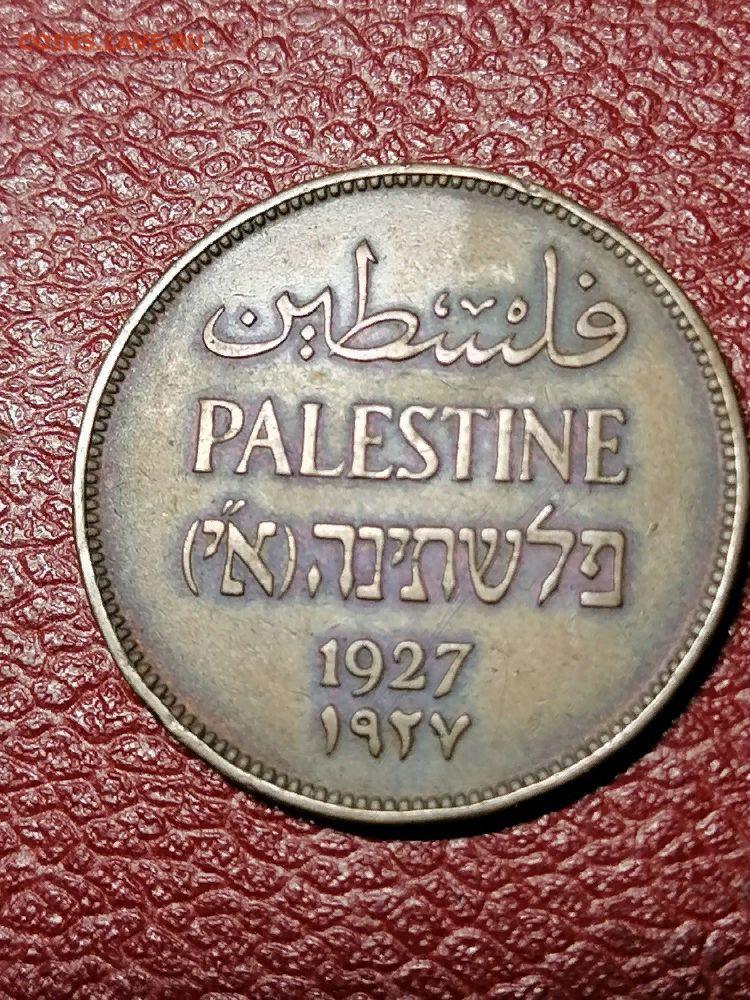 COINS.LAVE.RU
فلسطين
PALESTINE
פלשתינה (א״י)
1927
١٩٢٧